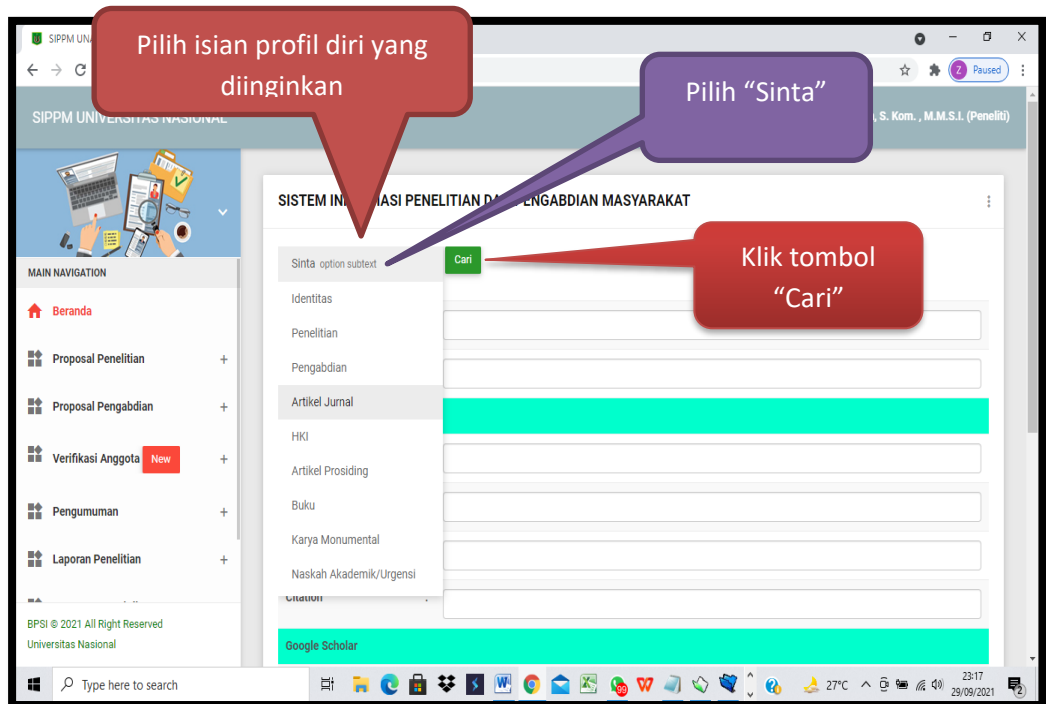 SIPPM UN
Pilih isian profil diri yang
diinginkan
Pilih “Sinta”
Paused
SIPPM UNIVERSITAS NASIONAL
, S. Kom. , M.M.S.I. (Peneliti)
SISTEM IN ASI PENELITIAN DA ENGABDIAN MASYARAKAT
Sinta option subtext
Cari
Klik tombol
“Cari”
MAIN NAVIGATION
Beranda
Proposal Penelitian +
Proposal Pengabdian +
Verifikasi Anggota New +
Pengumuman +
Laporan Penelitian +
BPSI © 2021 All Right Reserved
Universitas Nasional
Identitas
Penelitian
Pengabdian
Artikel Jurnal
HKI
Artikel Prosiding
Buku
Karya Monumental
Naskah Akademik/Urgensi
Citation :
Google Scholar
Type here to search
99
27°C
23:17
29/09/2021
2